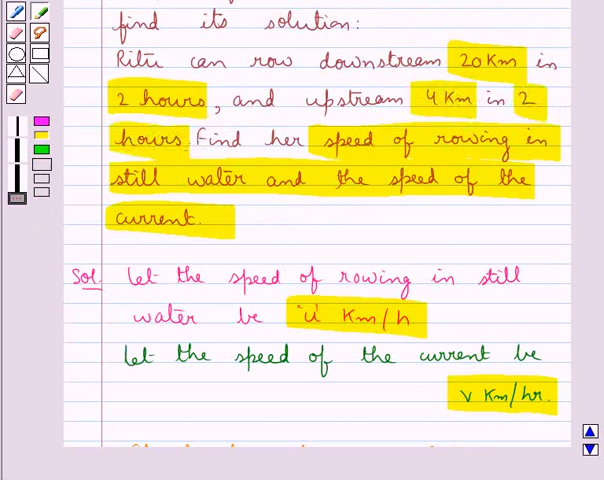 find its solution:
Ritu can row downstream 20 Km in
2 hours, and upstream 4 Km in 2
hours. Find her speed of rowing in
still water and the speed of the
current.
Sol. Let the speed of rowing in still
water be 'u' Km/h
Let the speed of the current be
v Km/hr.